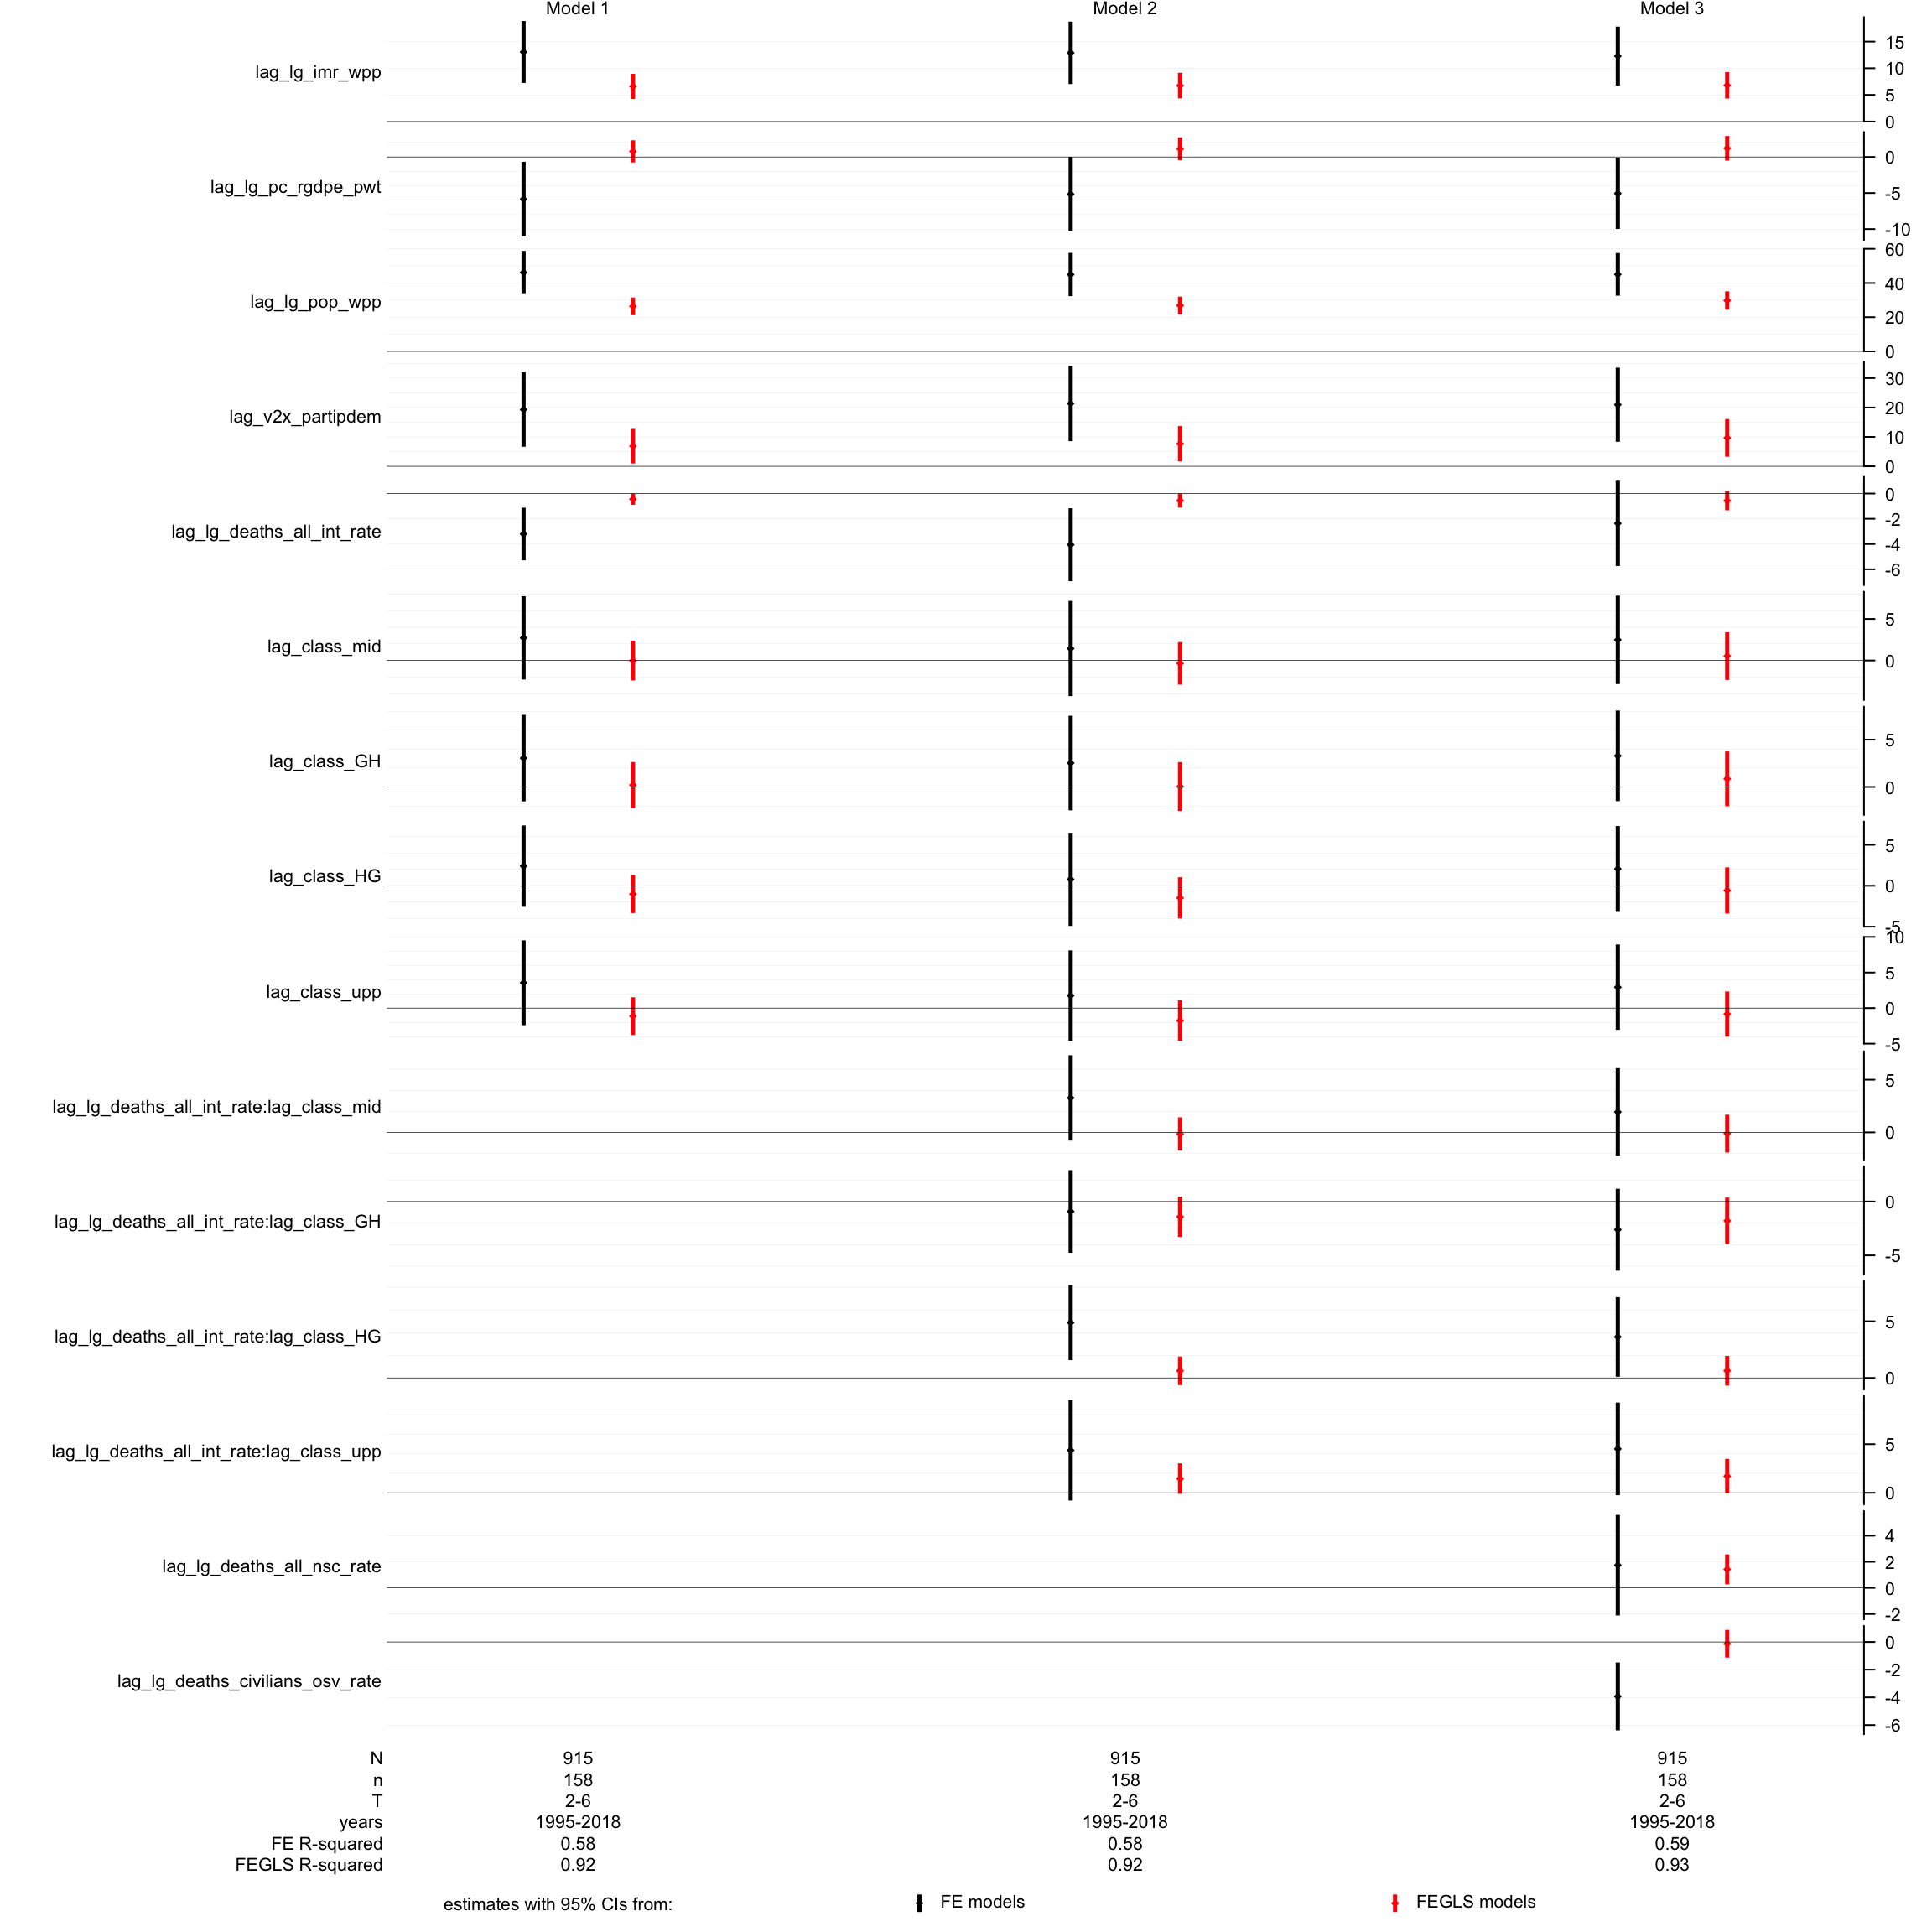 Model 1 Model 2 Model 3
lag_lg_imr_wpp
15
10
5
0
lag_lg_pc_rgdpe_pwt
0
-5
-10
lag_lg_pop_wpp
60
40
20
0
lag_v2x_partipdem
30
20
10
0
lag_lg_deaths_all_int_rate
0
-2
-4
-6
lag_class_mid
5
0
lag_class_GH
5
0
lag_class_HG
5
0
-5
lag_class_upp
10
5
0
-5
lag_lg_deaths_all_int_rate:lag_class_mid
5
0
lag_lg_deaths_all_int_rate:lag_class_GH
0
-5
lag_lg_deaths_all_int_rate:lag_class_HG
5
0
lag_lg_deaths_all_int_rate:lag_class_upp
5
0
lag_lg_deaths_all_nsc_rate
4
2
0
-2
lag_lg_deaths_civilians_osv_rate
0
-2
-4
-6
N 915 915 915
n 158 158 158
T 2-6 2-6 2-6
years 1995-2018 1995-2018 1995-2018
FE R-squared 0.58 0.58 0.59
FEGLS R-squared 0.92 0.92 0.93
estimates with 95% CIs from: FE models FEGLS models